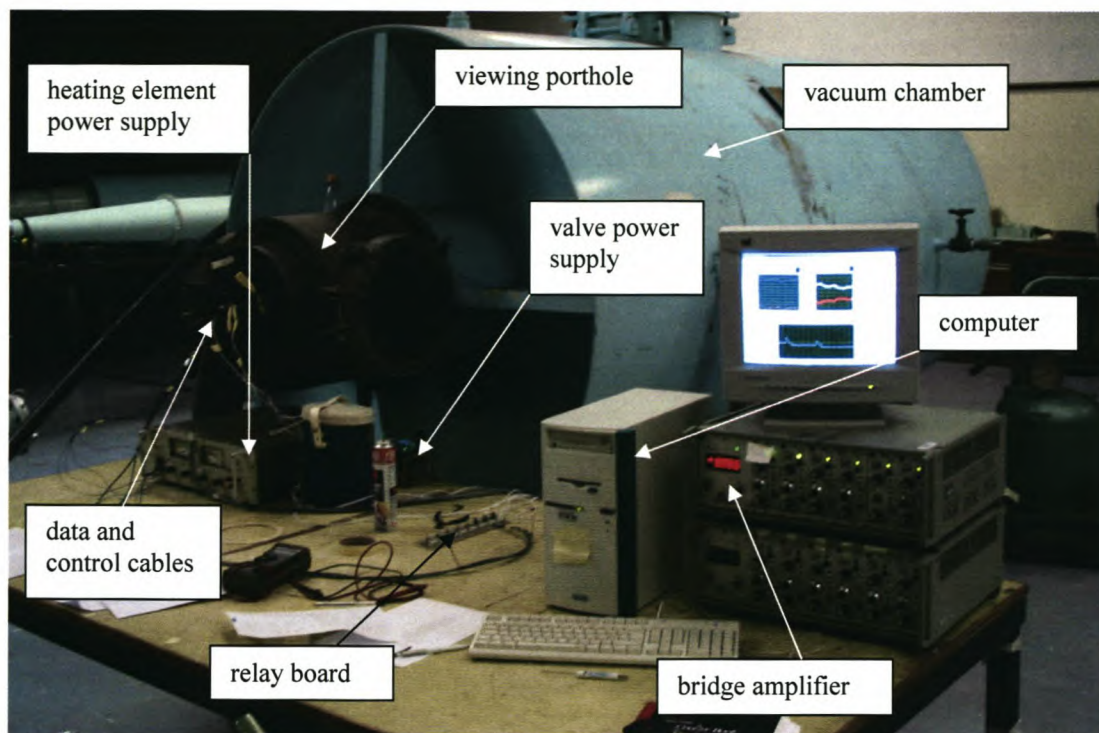 heating element
power supply
viewing porthole
vacuum chamber
valve power
supply
computer
data and
control cables
relay board
bridge amplifier